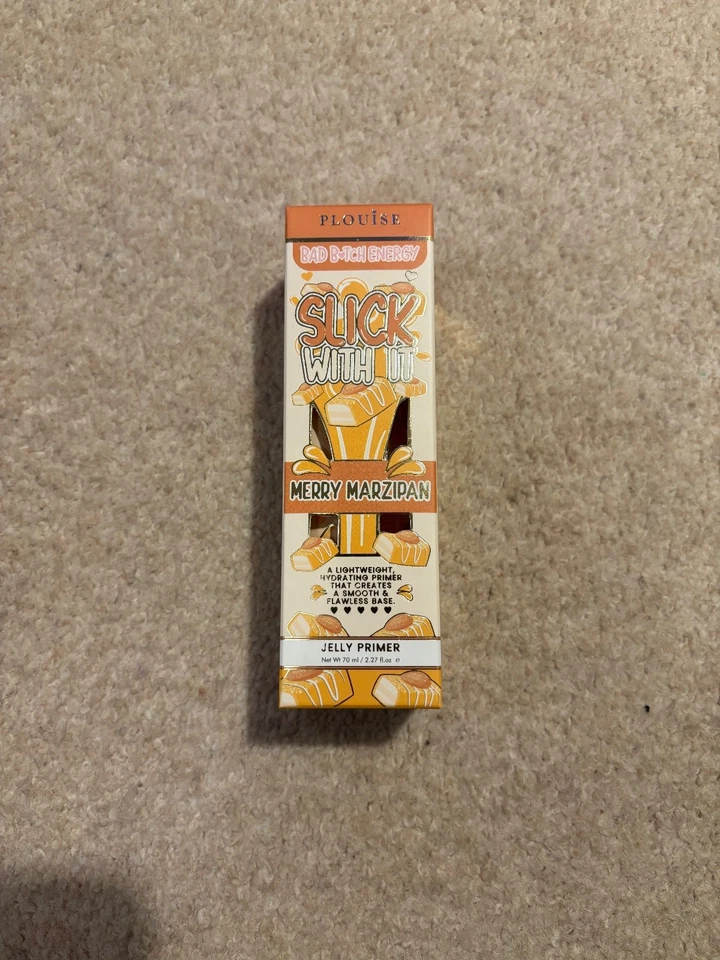 PLOUISE
BAD B*TCH ENERGY
SLICK
WITH IT
MERRY MARZIPAN
A LIGHTWEIGHT,
HYDRATING PRIMER
THAT CREATES
A SMOOTH &
FLAWLESS BASE.
JELLY PRIMER
Net Wt 70 ml / 2.27 fl.oz ℮